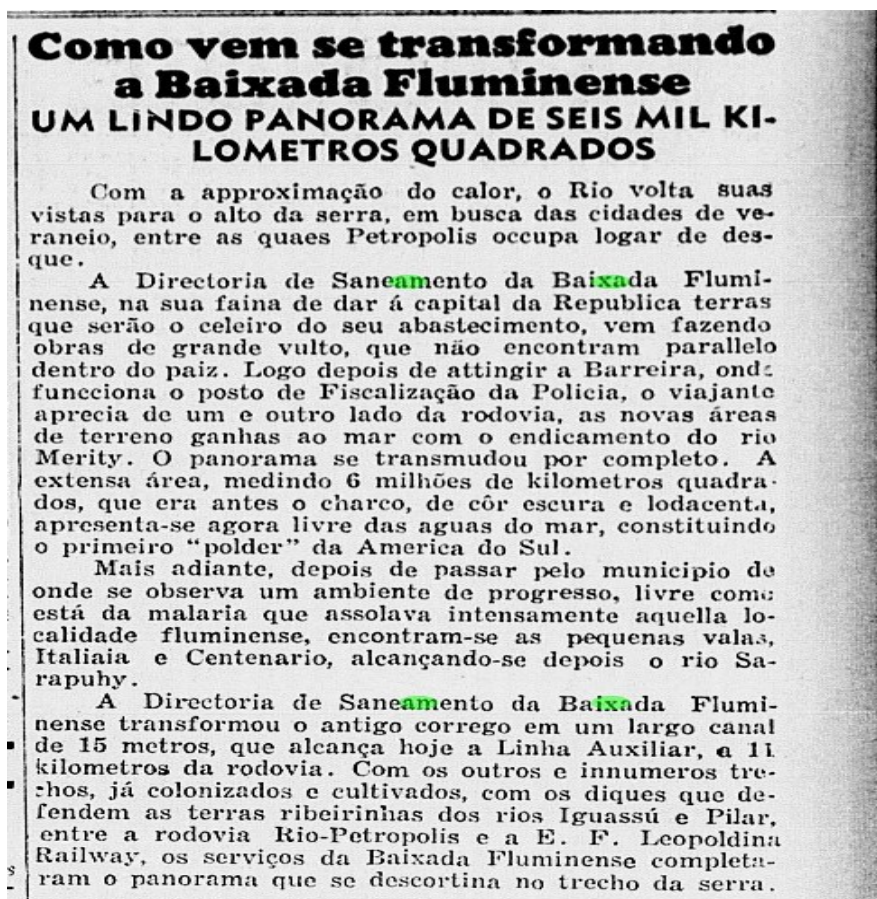 Como vem se transformando
a Baixada Fluminense
UM LINDO PANORAMA DE SEIS MIL KI-
LOMETROS QUADRADOS
Com a approximação do calor, o Rio volta suas
vistas para o alto da serra, em busca das cidades de ve-
raneio, entre as quaes Petropolis occupa logar de des-
que.
A Directoria de Saneamento da Baixada Flumi-
nense, na sua faina de dar á capital da Republica terras
que serão o celeiro do seu abastecimento, vem fazendo
obras de grande vulto, que não encontram parallelo
dentro do paiz. Logo depois de attingir a Barreira, onde
funcciona o posto de Fiscalização da Policia, o viajante
aprecia de um e outro lado da rodovia, as novas áreas
de terreno ganhas ao mar com o endicamento do rio
Merity. O panorama se transmudou por completo. A
extensa área, medindo 6 milhões de kilometros quadra-
dos, que era antes o charco, de côr escura e lodacenta,
apresenta-se agora livre das aguas do mar, constituindo
o primeiro "polder" da America do Sul.
Mais adiante, depois de passar pelo municipio de
onde se observa um ambiente de progresso, livre como
está da malaria que assolava intensamente aquella lo-
calidade fluminense, encontram-se as pequenas valas,
Italiaia e Centenario, alcançando-se depois o rio Sa-
rapuhy.
A Directoria de Saneamento da Baixada Flumi-
nense transformou o antigo corrego em um largo canal
de 15 metros, que alcança hoje a Linha Auxiliar, a 11
kilometros da rodovia. Com os outros e innumeros tre-
chos, já colonizados e cultivados, com os diques que de-
fendem as terras ribeirinhas dos rios Iguassú e Pilar,
entre a rodovia Rio-Petropolis e a E. F. Leopoldina
Railway, os serviços da Baixada Fluminense completa-
ram o panorama que se descortina no trecho da serra.